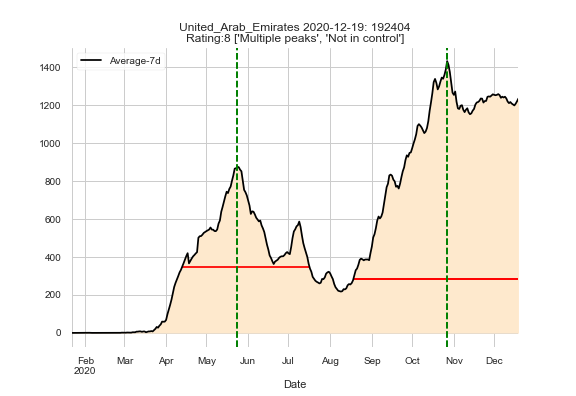 United_Arab_Emirates 2020-12-19: 192404
Rating:8 ['Multiple peaks', 'Not in control']
Average-7d
1400
1200
1000
800
600
400
200
0
Feb Mar Apr May Jun Jul Aug Sep Oct Nov Dec
2020
Date